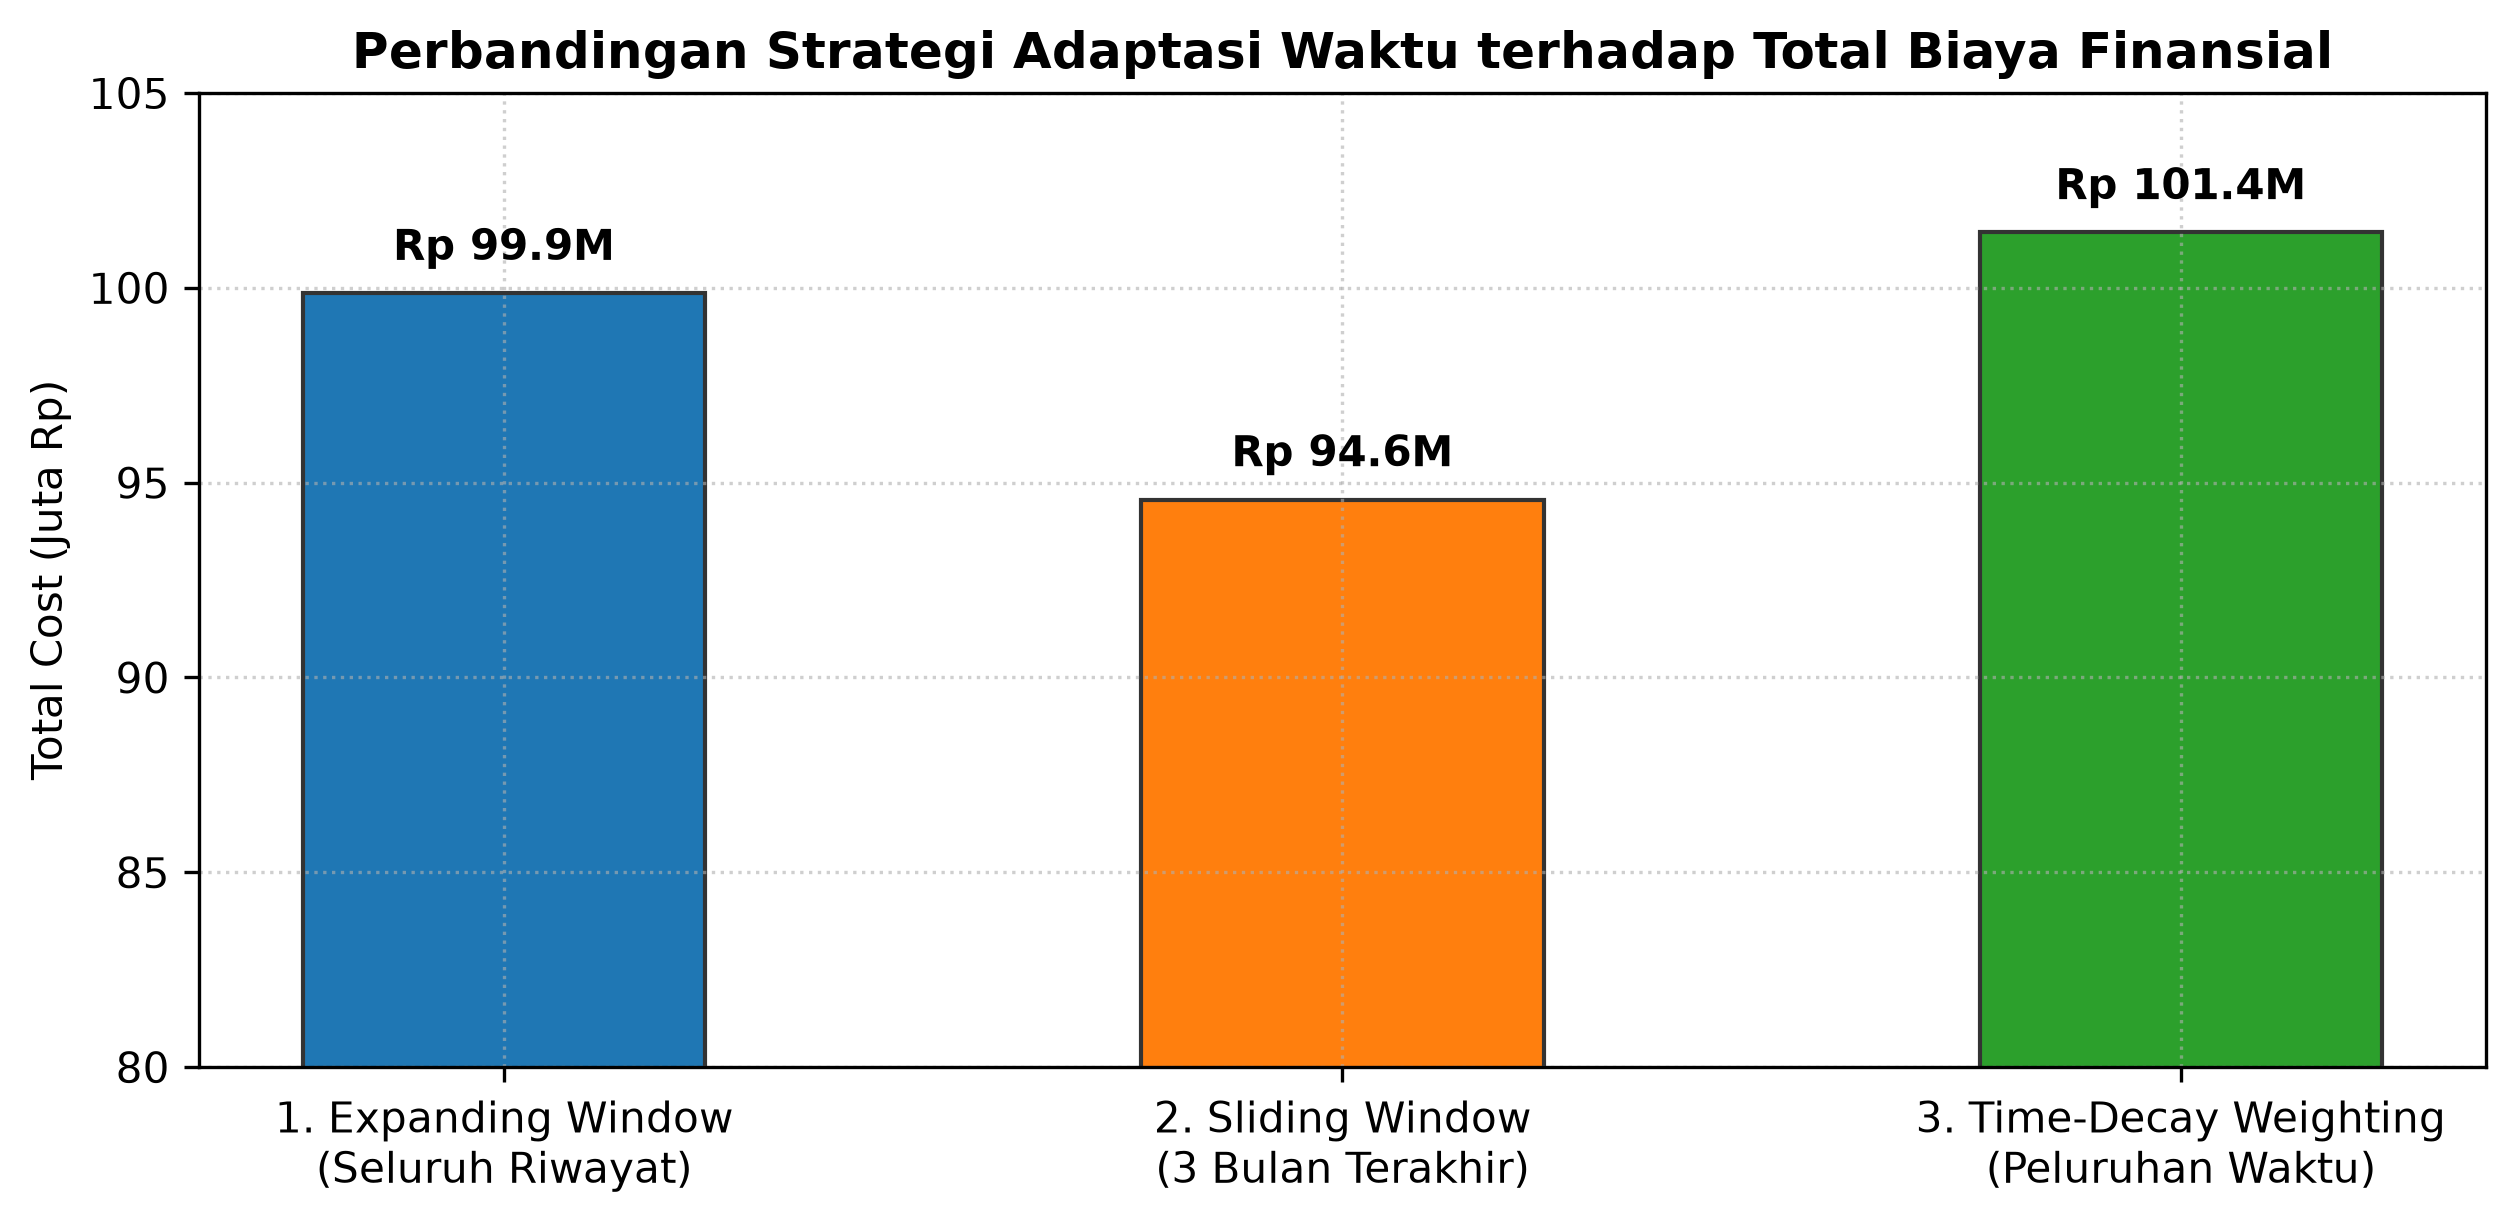 Perbandingan Strategi Adaptasi Waktu terhadap Total Biaya Finansial
Total Cost (Juta Rp)
105
100
95
90
85
80
Rp 99.9M
Rp 94.6M
Rp 101.4M
1. Expanding Window
(Seluruh Riwayat)
2. Sliding Window
(3 Bulan Terakhir)
3. Time-Decay Weighting
(Peluruhan Waktu)